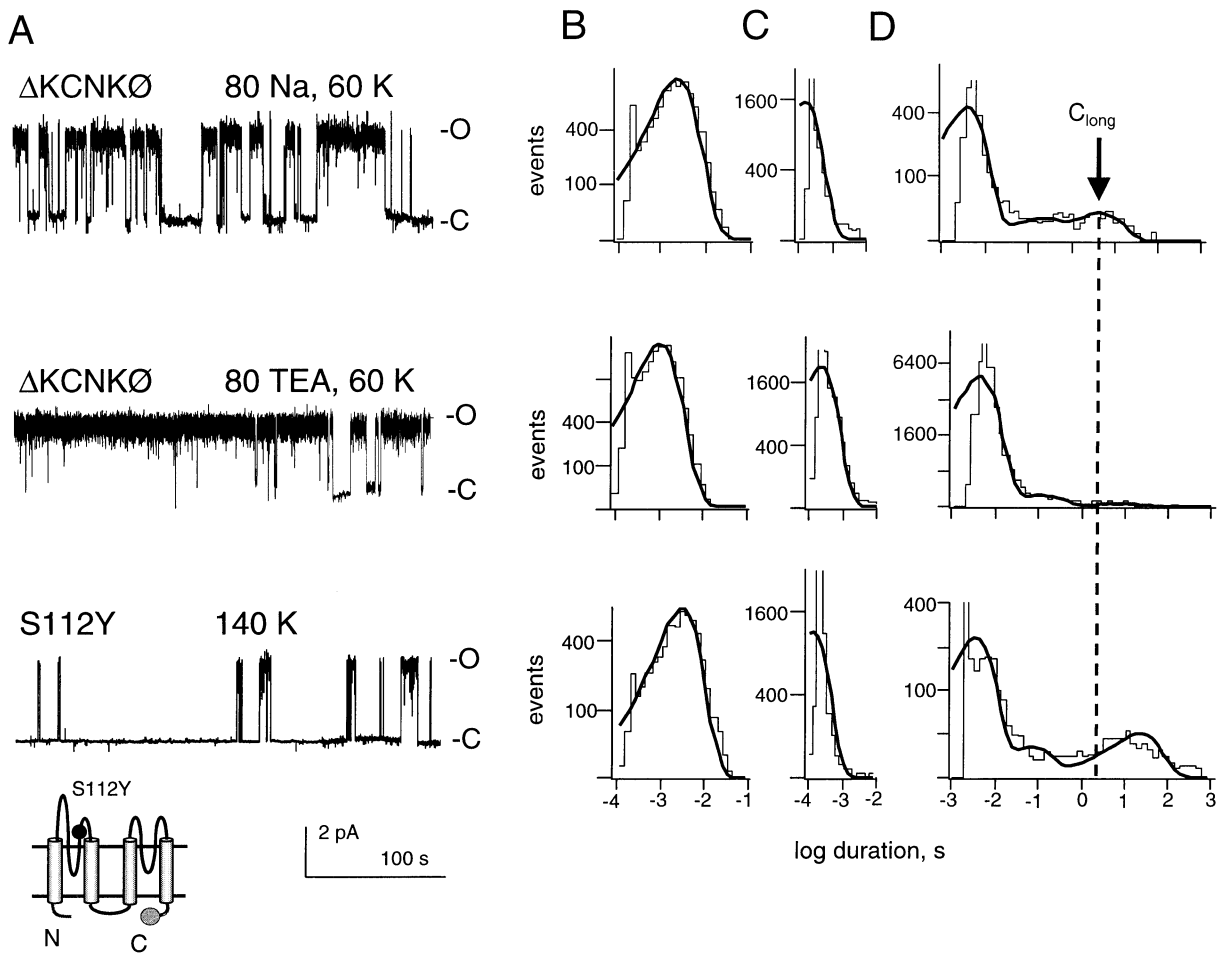 A
B
C
D
ΔKCNKØ 80 Na, 60 K
-O
-C
events
400
100
1600
400
400
100
Clong
ΔKCNKØ 80 TEA, 60 K
-O
-C
events
400
100
1600
400
6400
1600
S112Y 140 K
-O
-C
events
400
100
1600
400
400
100
-4 -3 -2 -1
-4 -3 -2
-3 -2 -1 0 1 2 3
log duration, s
S112Y
N
C
2 pA
100 s